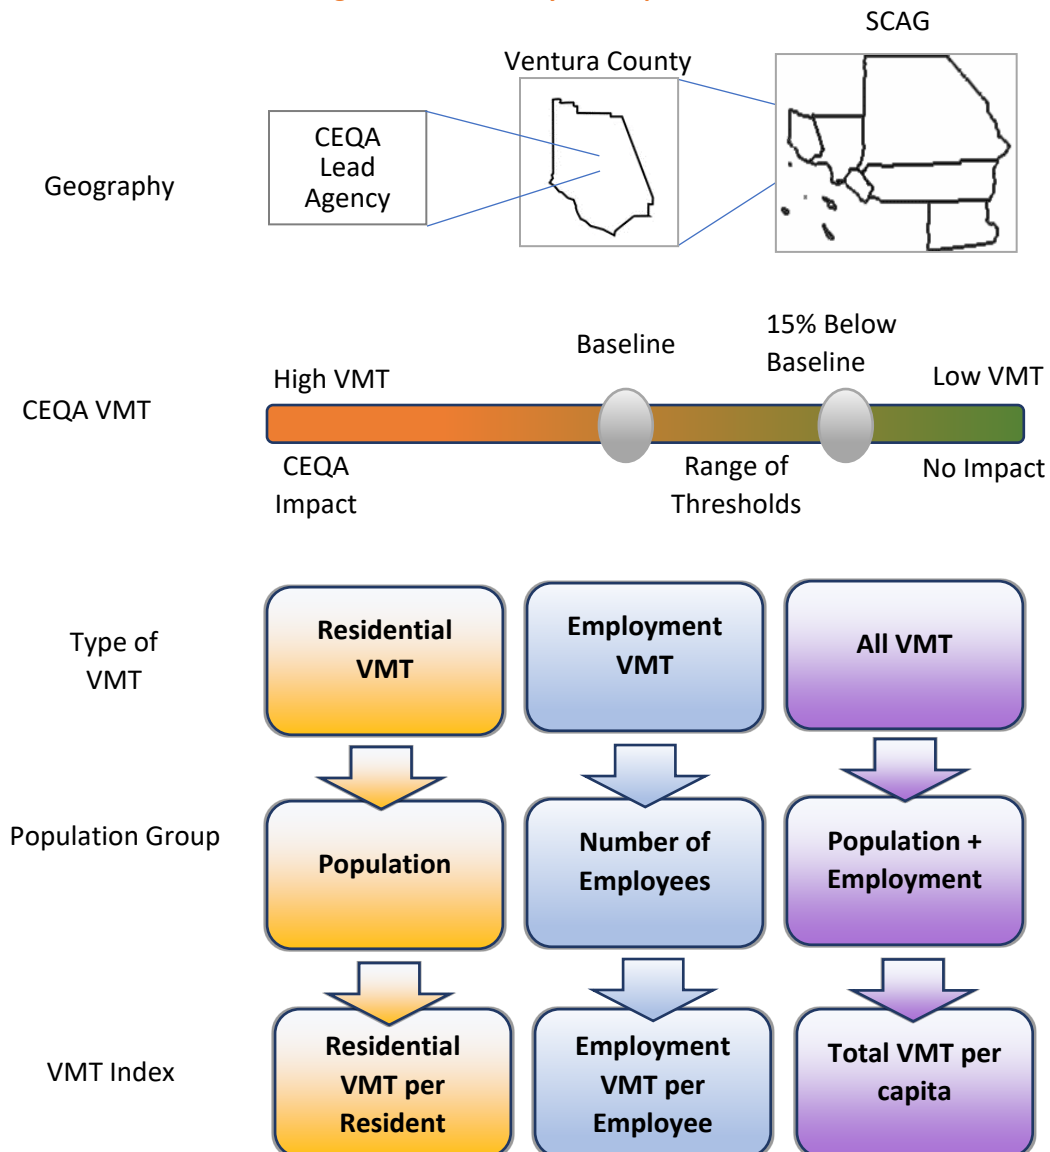 SCAG
Ventura County
Geography
CEQA
Lead
Agency
15% Below
Baseline
Baseline
High VMT
Low VMT
CEQA VMT
CEQA
Impact
Range of
Thresholds
No Impact
Type of
VMT
Residential
VMT
Employment
VMT
All VMT
Population Group
Population
Number of
Employees
Population +
Employment
VMT Index
Residential
VMT per
Resident
Employment
VMT per
Employee
Total VMT per
capita